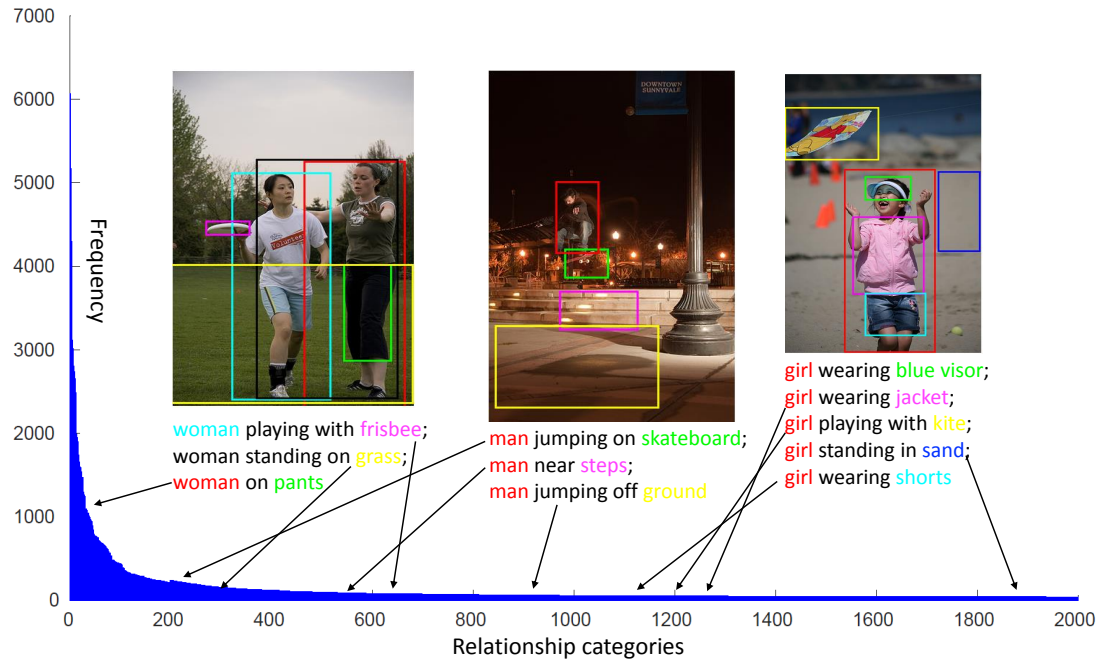 7000
6000
5000
4000
3000
2000
1000
0
Frequency
DOWNTOWN
SUNNYVALE
Volunteer
woman playing with frisbee;
woman standing on grass;
woman on pants
man jumping on skateboard;
man near steps;
man jumping off ground
girl wearing blue visor;
girl wearing jacket;
girl playing with kite;
girl standing in sand;
girl wearing shorts
0 200 400 600 800 1000 1200 1400 1600 1800 2000
Relationship categories